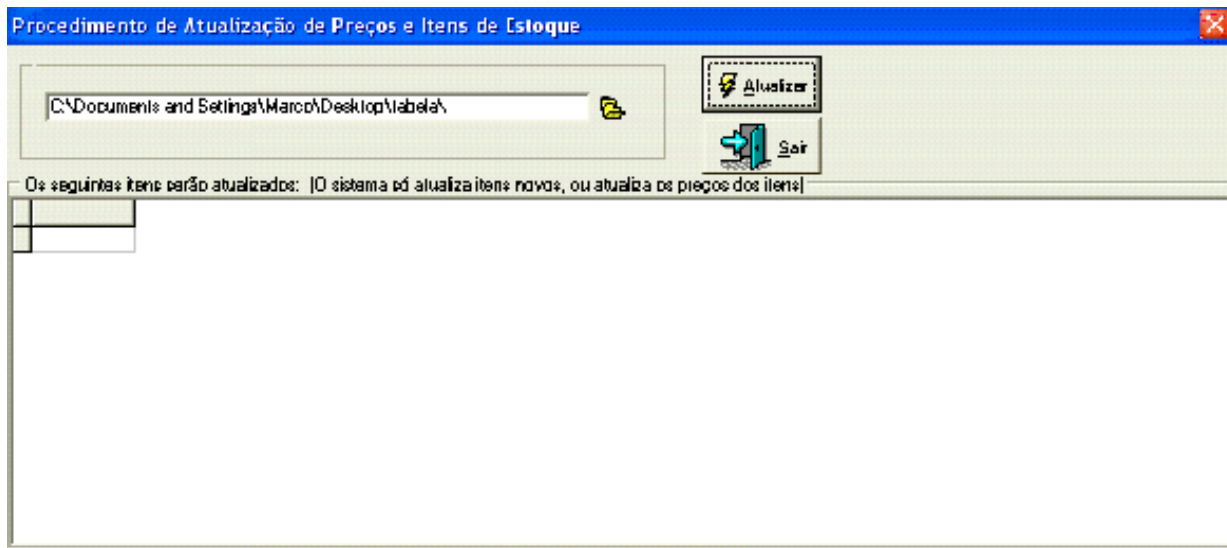 Procedimento de Atualização de Preços e Itens de Estoque
C:\Documents and Settings\Marco\Desktop\tabela\
Atualizar
Sair
Os seguintes itens serão atualizados: (O sistema só atualiza itens novos, ou atualiza os preços dos itens)